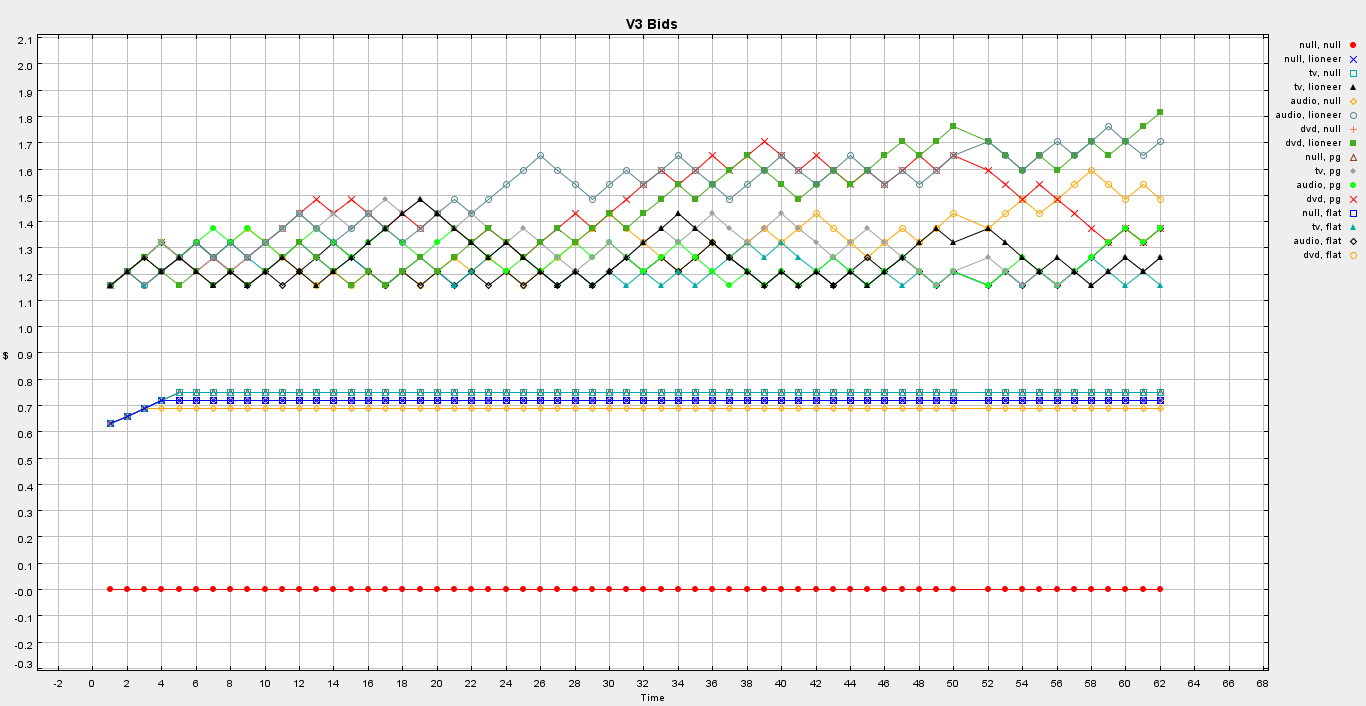 V3 Bids
2.1
2.0
1.9
1.8
1.7
1.6
1.5
1.4
1.3
1.2
1.1
1.0
$ 0.9
0.8
0.7
0.6
0.5
0.4
0.3
0.2
0.1
-0.0
-0.1
-0.2
-0.3
-2 0 2 4 6 8 10 12 14 16 18 20 22 24 26 28 30 32 34 36 38 40 42 44 46 48 50 52 54 56 58 60 62 64 66 68
Time
null, null
null, lioneer
tv, null
tv, lioneer
audio, null
audio, lioneer
dvd, null
dvd, lioneer
null, pg
tv, pg
audio, pg
dvd, pg
null, flat
tv, flat
audio, flat
dvd, flat